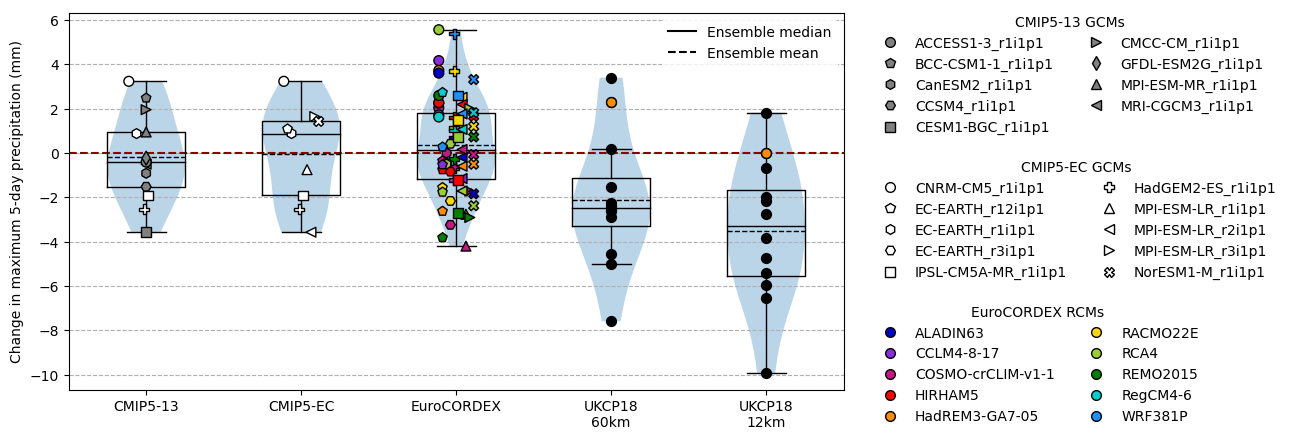 Change in maximum 5-day precipitation (mm)
6
4
2
0
−2
−4
−6
−8
−10
Ensemble median
Ensemble mean
CMIP5-13
CMIP5-EC
EuroCORDEX
UKCP18
60km
UKCP18
12km
CMIP5-13 GCMs
ACCESS1-3_r1i1p1
BCC-CSM1-1_r1i1p1
CanESM2_r1i1p1
CCSM4_r1i1p1
CESM1-BGC_r1i1p1
CMCC-CM_r1i1p1
GFDL-ESM2G_r1i1p1
MPI-ESM-MR_r1i1p1
MRI-CGCM3_r1i1p1
CMIP5-EC GCMs
CNRM-CM5_r1i1p1
EC-EARTH_r12i1p1
EC-EARTH_r1i1p1
EC-EARTH_r3i1p1
IPSL-CM5A-MR_r1i1p1
HadGEM2-ES_r1i1p1
MPI-ESM-LR_r1i1p1
MPI-ESM-LR_r2i1p1
MPI-ESM-LR_r3i1p1
NorESM1-M_r1i1p1
EuroCORDEX RCMs
ALADIN63
CCLM4-8-17
COSMO-crCLIM-v1-1
HIRHAM5
HadREM3-GA7-05
RACMO22E
RCA4
REMO2015
RegCM4-6
WRF381P